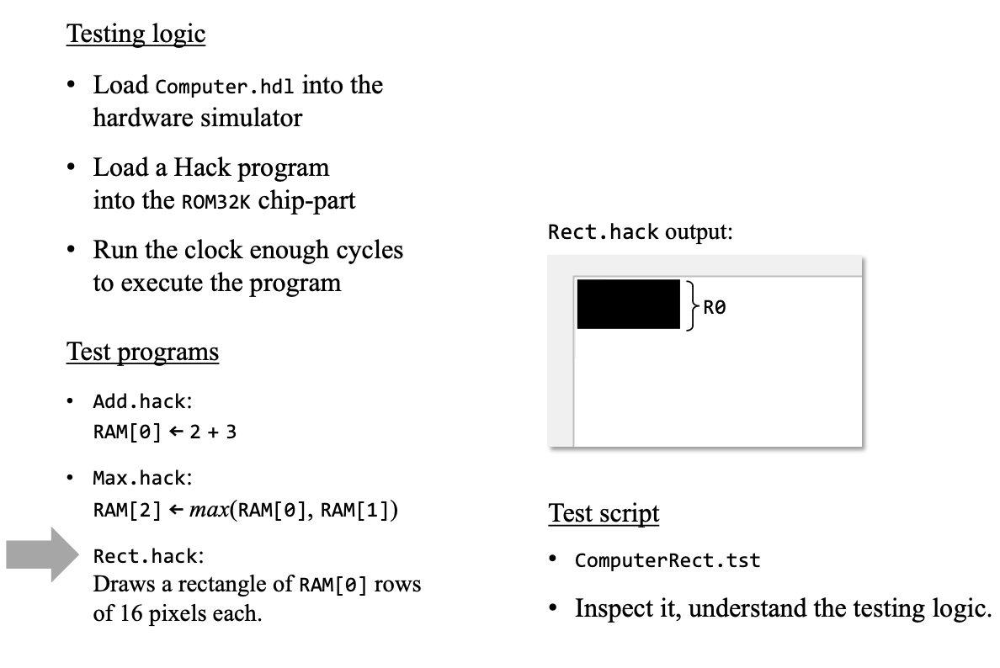 Testing logic
• Load Computer.hdl into the
hardware simulator
• Load a Hack program
into the ROM32K chip-part
• Run the clock enough cycles
to execute the program
Test programs
• Add.hack:
RAM[0] ← 2 + 3
• Max.hack:
RAM[2] ← max(RAM[0], RAM[1])
Rect.hack:
Draws a rectangle of RAM[0] rows
of 16 pixels each.
Rect.hack output:
R0
Test script
• ComputerRect.tst
• Inspect it, understand the testing logic.